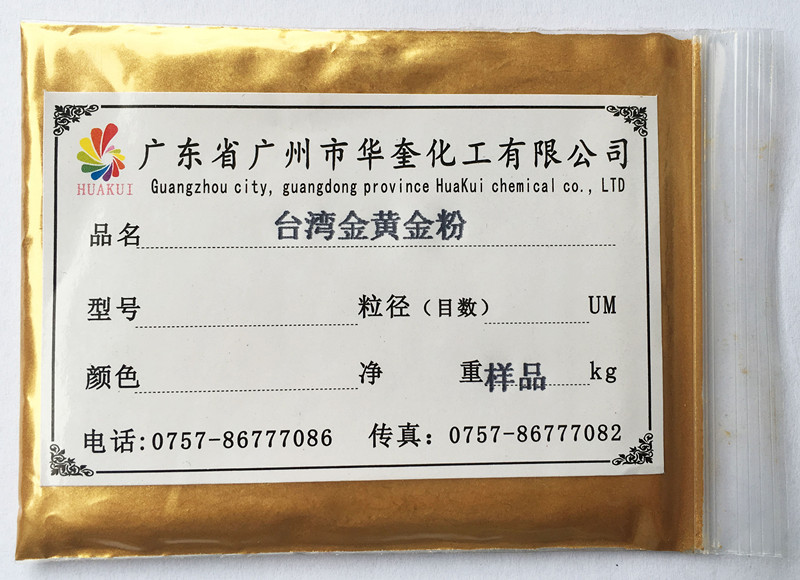 广东省广州市华奎化工有限公司
HUAKUI
Guangzhou city, guangdong province HuaKui chemical co., LTD
品名 台湾金黄金粉
型号 粒径（目数） UM
颜色 净 重 样品 kg
电话:0757-86777086 传真：0757-86777082